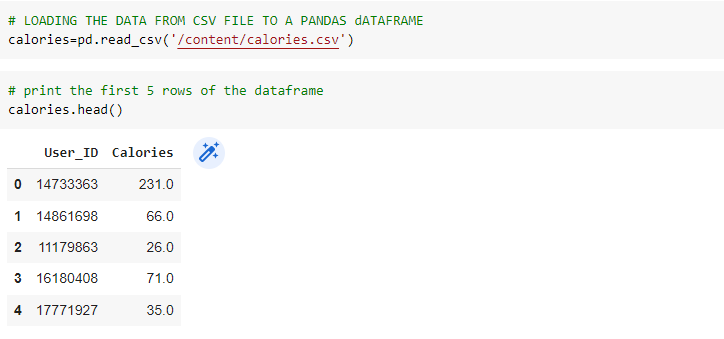 # LOADING THE DATA FROM CSV FILE TO A PANDAS dATAFRAME
calories=pd.read_csv('/content/calories.csv')
# print the first 5 rows of the dataframe
calories.head()
User_ID Calories
0 14733363 231.0
1 14861698 66.0
2 11179863 26.0
3 16180408 71.0
4 17771927 35.0